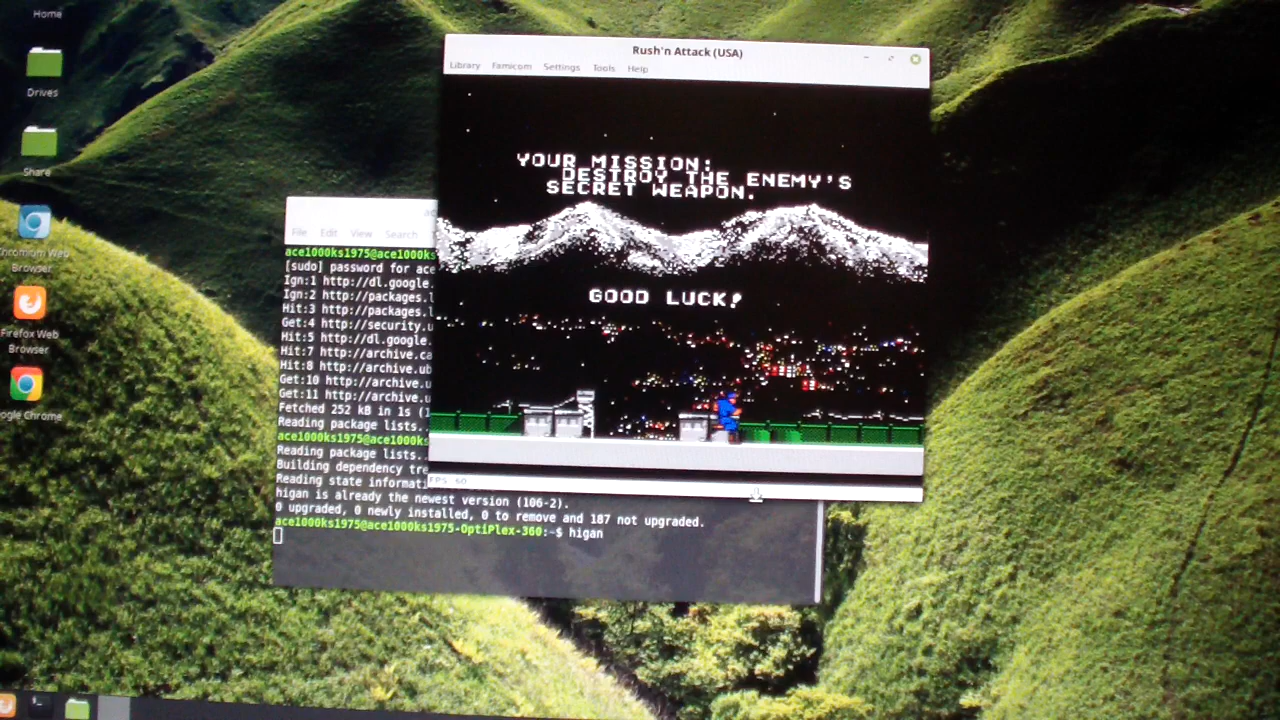 Home
Drives
Share
Chromium Web
Browser
Firefox Web
Browser
ogle Chrome
Rush'n Attack (USA)
Library Famicom Settings Tools Help
YOUR MISSION:
DESTROY THE ENEMY'S
SECRET WEAPON.
GOOD LUCK!
FPS: 60
File Edit View Search
ace1000ks1975@ace1000ks
[sudo] password for ace
Ign:1 http://dl.google.
Ign:2 http://packages.l
Hit:3 http://packages.l
Get:4 http://security.u
Hit:5 http://dl.google.
Hit:7 http://archive.ca
Hit:8 http://archive.ub
Get:10 http://archive.u
Get:11 http://archive.u
Fetched 252 kB in 1s (1
Reading package lists..
ace1000ks1975@ace1000ks
Reading package lists..
Building dependency tre
Reading state informati
higan is already the newest version (106-2).
0 upgraded, 0 newly installed, 0 to remove and 187 not upgraded.
ace1000ks1975@ace1000ks1975-OptiPlex-360:~$ higan